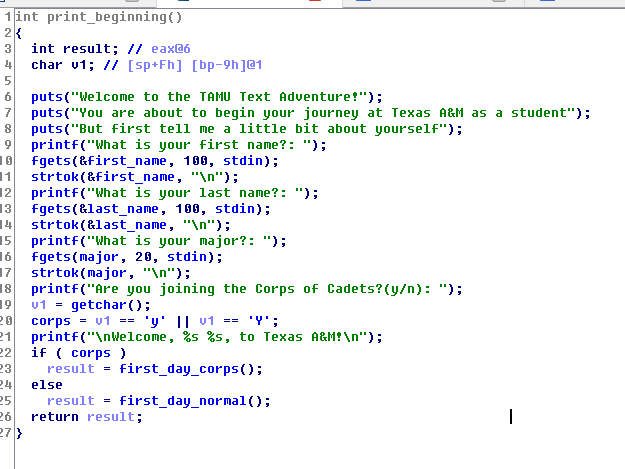 1 int print_beginning()
2 {
3 int result; // eax@6
4 char v1; // [sp+Fh] [bp-9h]@1
5
6 puts("Welcome to the TAMU Text Adventure!");
7 puts("You are about to begin your journey at Texas A&M as a student");
8 puts("But first tell me a little bit about yourself");
9 printf("What is your first name?: ");
10 fgets(&first_name, 100, stdin);
11 strtok(&first_name, "\n");
12 printf("What is your last name?: ");
13 fgets(&last_name, 100, stdin);
14 strtok(&last_name, "\n");
15 printf("What is your major?: ");
16 fgets(major, 20, stdin);
17 strtok(major, "\n");
18 printf("Are you joining the Corps of Cadets?(y/n): ");
19 v1 = getchar();
20 corps = v1 == 'y' || v1 == 'Y';
21 printf("\nWelcome, %s %s, to Texas A&M!\n");
22 if ( corps )
23 result = first_day_corps();
24 else
25 result = first_day_normal();
26 return result;
27 }